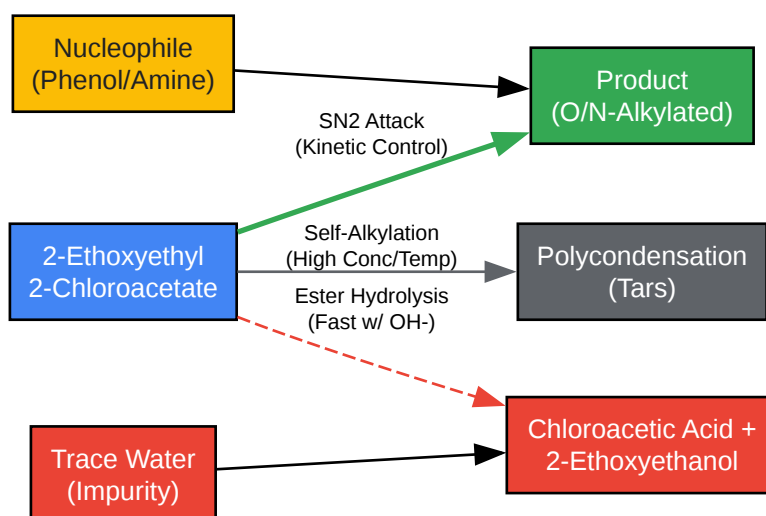 Nucleophile
(Phenol/Amine)
Product
(O/N-Alkylated)
SN2 Attack
(Kinetic Control)
2-Ethoxyethyl
2-Chloroacetate
Self-Alkylation
(High Conc/Temp)
Polycondensation
(Tars)
Ester Hydrolysis
(Fast w/ OH-)
Chloroacetic Acid +
2-Ethoxyethanol
Trace Water
(Impurity)